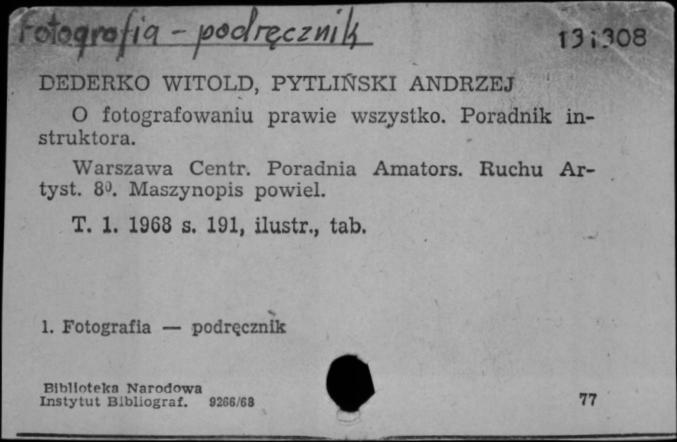 Fotografia - podręcznik
131308
DEDERKO WITOLD, PYTLIŃSKI ANDRZEJ
O fotografowaniu prawie wszystko. Poradnik in-
struktora.
Warszawa Centr. Poradnia Amators. Ruchu Ar-
tyst. 8⁰. Maszynopis powiel.
T. 1. 1968 s. 191, ilustr., tab.
1. Fotografia — podręcznik
Biblioteka Narodowa
Instytut Bibliograf. 9266/68
77